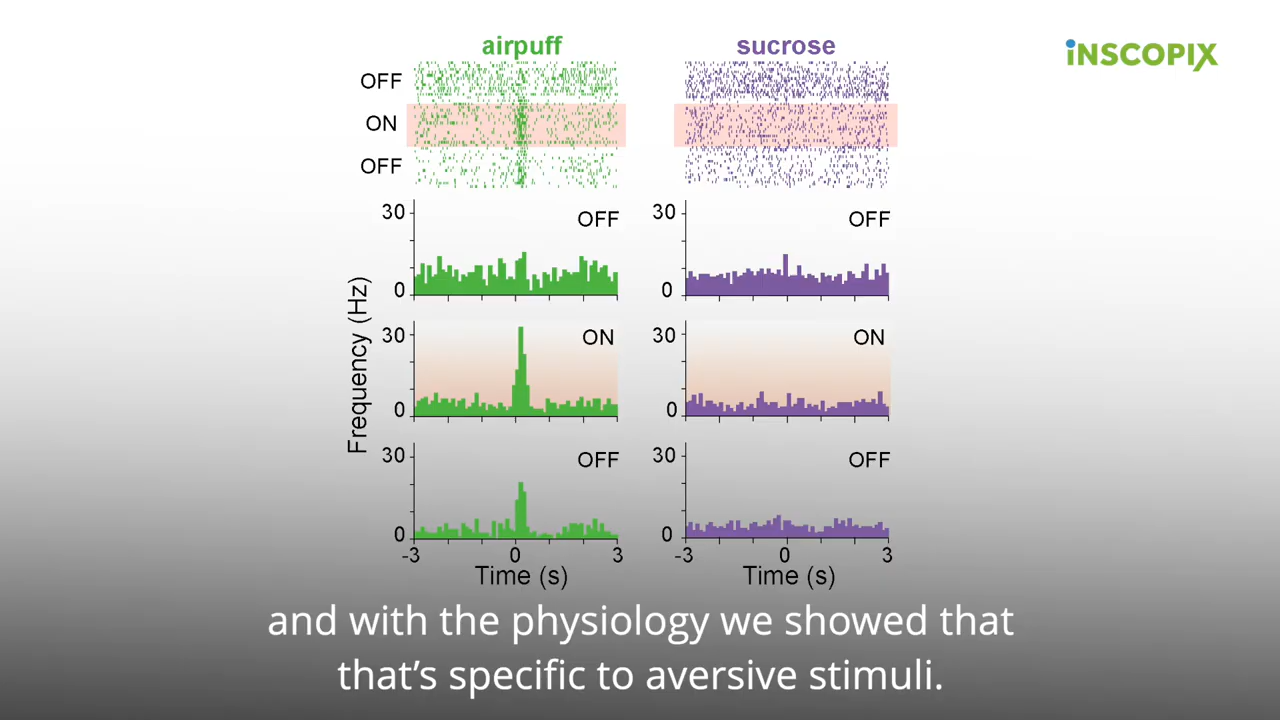 airpuff
sucrose
iNSCOPIX
OFF
ON
OFF
30
OFF
0
30
OFF
0
Frequency (Hz)
30
ON
0
30
ON
0
30
OFF
0
30
OFF
0
-3 0 3
-3 0 3
Time (s)
Time (s)
and with the physiology we showed that
that's specific to aversive stimuli.